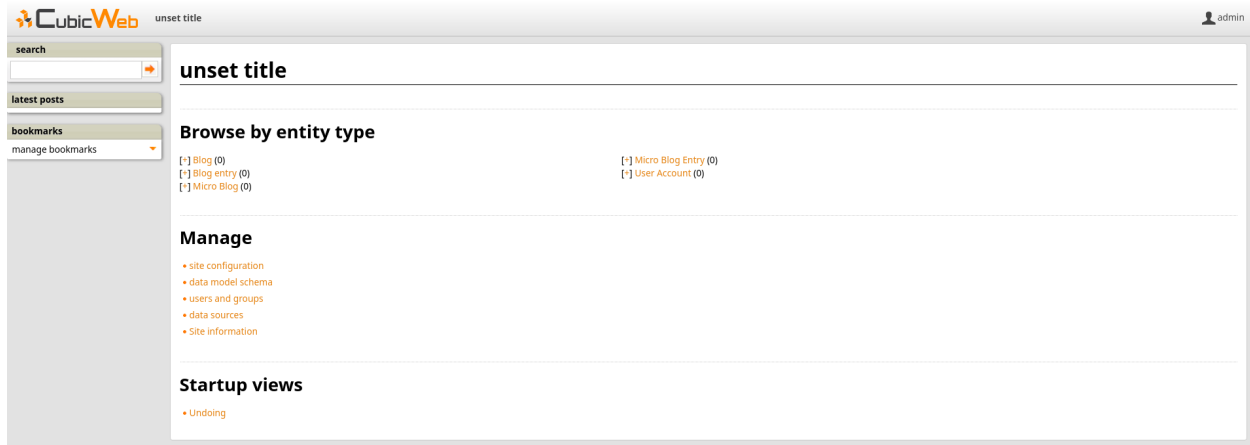 CubicWeb unset title admin
search
latest posts
bookmarks
manage bookmarks
unset title
Browse by entity type
[+] Blog (0)
[+] Blog entry (0)
[+] Micro Blog (0)
[+] Micro Blog Entry (0)
[+] User Account (0)
Manage
• site configuration
• data model schema
• users and groups
• data sources
• Site information
Startup views
• Undoing